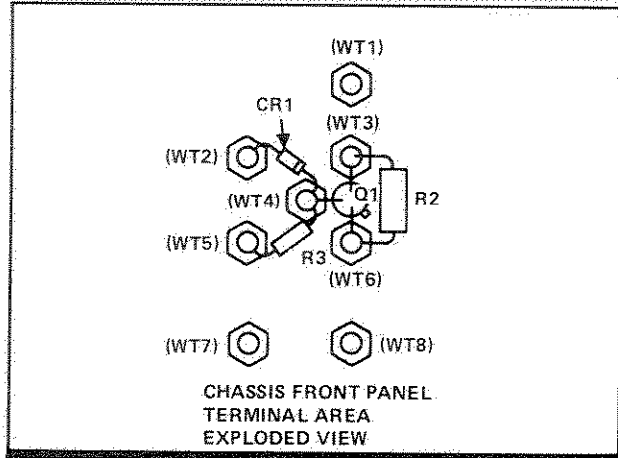 (WT1)
CR1
(WT3)
(WT2)
(WT4)
Q1
R2
(WT5)
R3
(WT6)
(WT7)
(WT8)
CHASSIS FRONT PANEL
TERMINAL AREA
EXPLODED VIEW